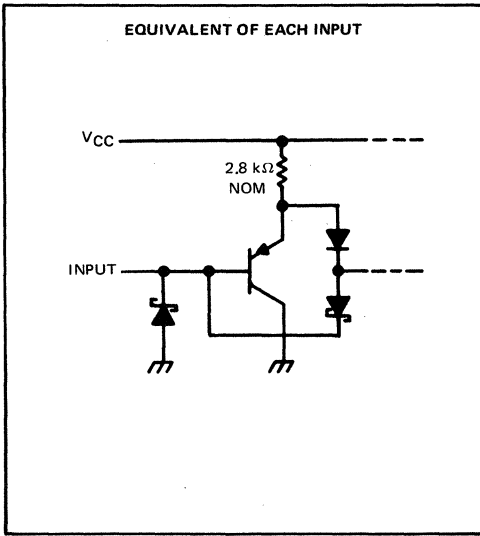 EQUIVALENT OF EACH INPUT
VCC
2.8 kΩ
NOM
INPUT